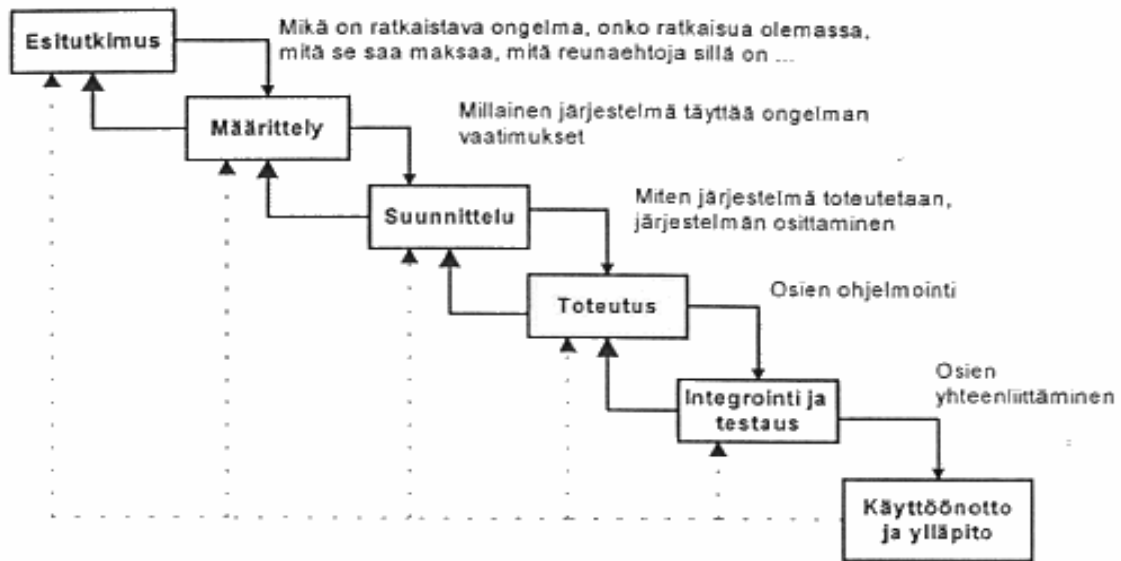 Esitutkimus
Mikä on ratkaistava ongelma, onko ratkaisua olemassa,
mitä se saa maksaa, mitä reunaehtoja sillä on ...
Määrittely
Millainen järjestelmä täyttää ongelman
vaatimukset
Suunnittelu
Miten järjestelmä toteutetaan,
järjestelmän osittaminen
Toteutus
Osien ohjelmointi
Integrointi ja
testaus
Osien
yhteenliittäminen
Käyttöönotto
ja ylläpito